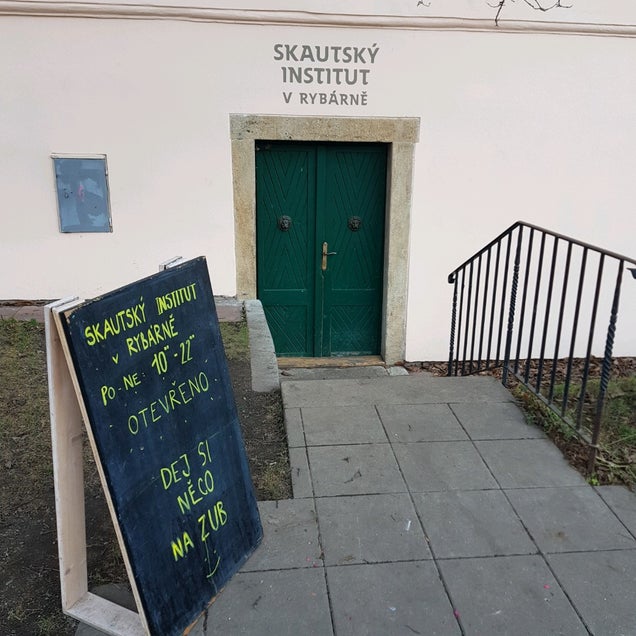 SKAUTSKÝ
INSTITUT
V RYBÁRNĚ
SKAUTSKÝ INSTITUT
V RYBÁRNĚ
PO-NE: 10°°-22°°
OTEVŘENO
DEJ SI
NĚCO
NA ZUB